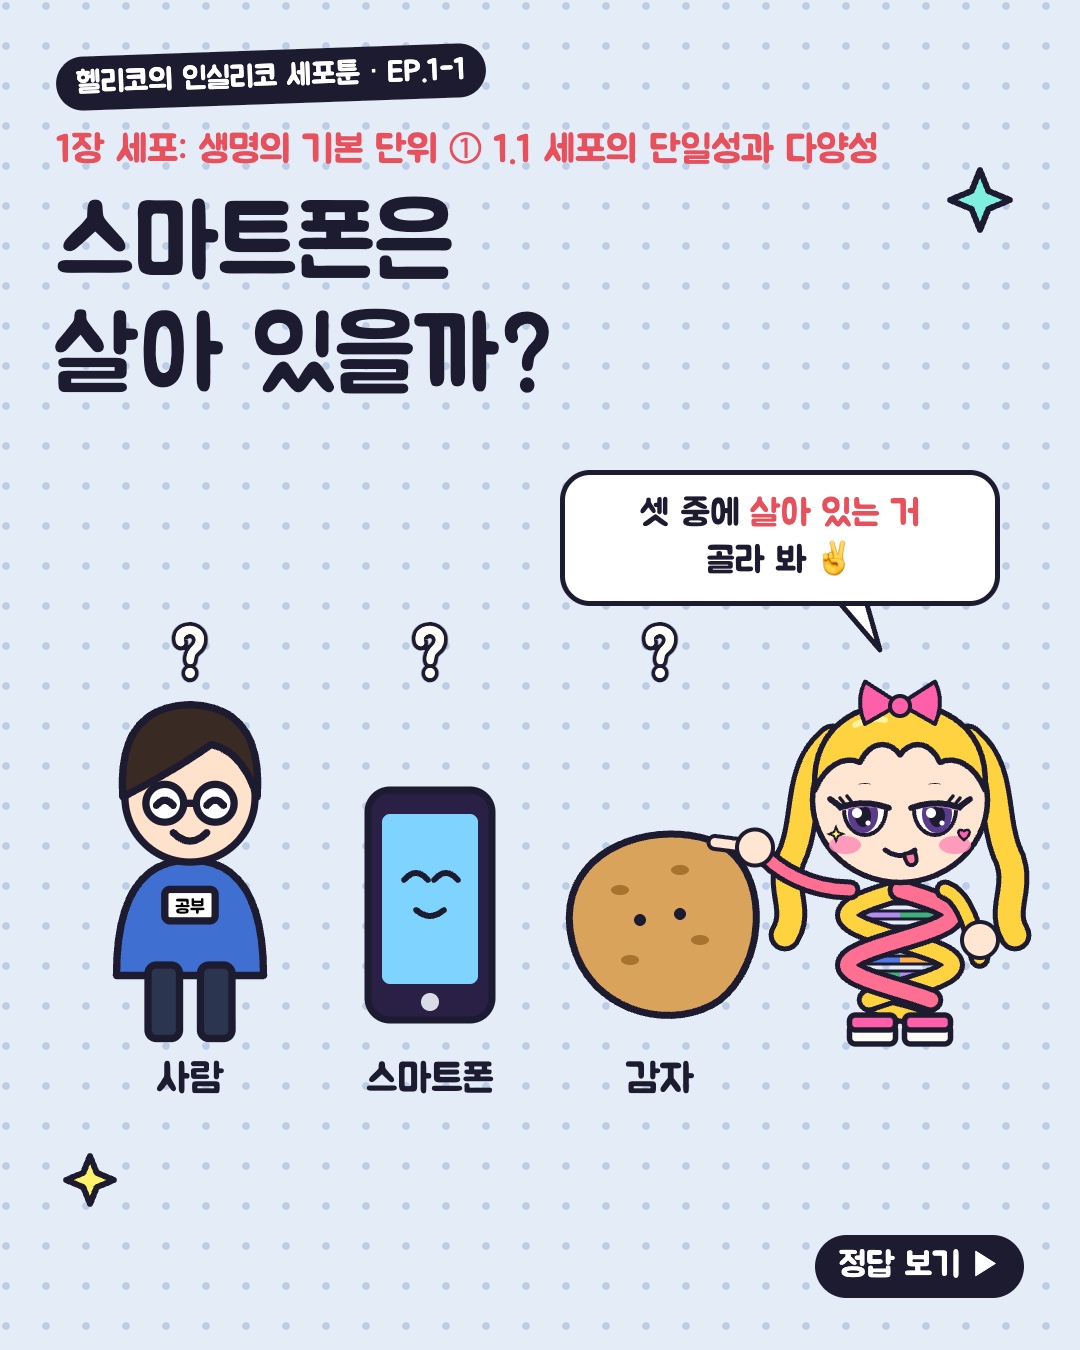 헬리코의 인실리코 세포툰 · EP.1-1
1장 세포: 생명의 기본 단위 ① 1.1 세포의 단일성과 다양성
스마트폰은
살아 있을까?
셋 중에 살아 있는 거
골라 봐 ✌️
? ? ?
공부
사람 스마트폰 감자
정답 보기 ▶